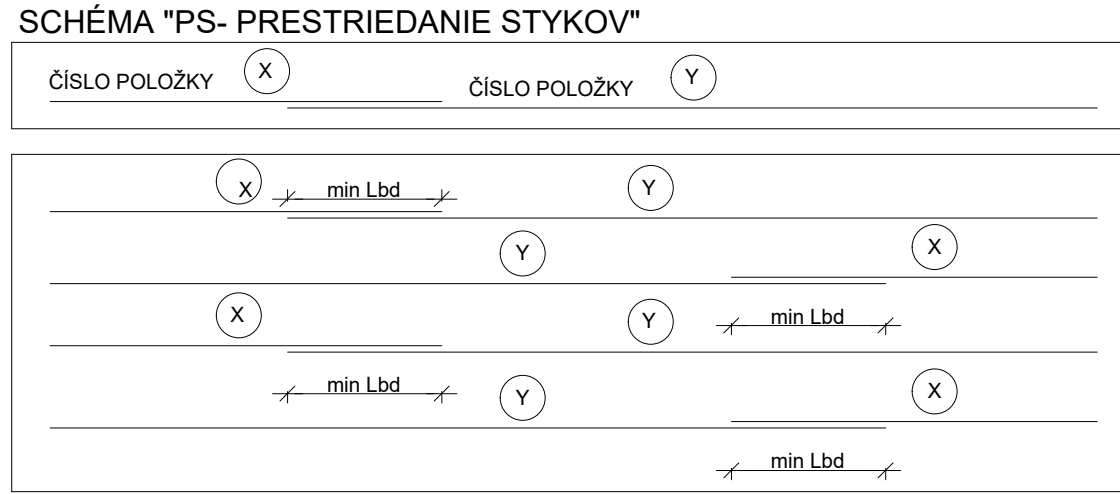 SCHÉMA "PS- PRESTRIEDANIE STYKOV"
ČÍSLO POLOŽKY X ČÍSLO POLOŽKY Y
X min Lbd Y
Y X
X Y min Lbd
min Lbd Y X
min Lbd